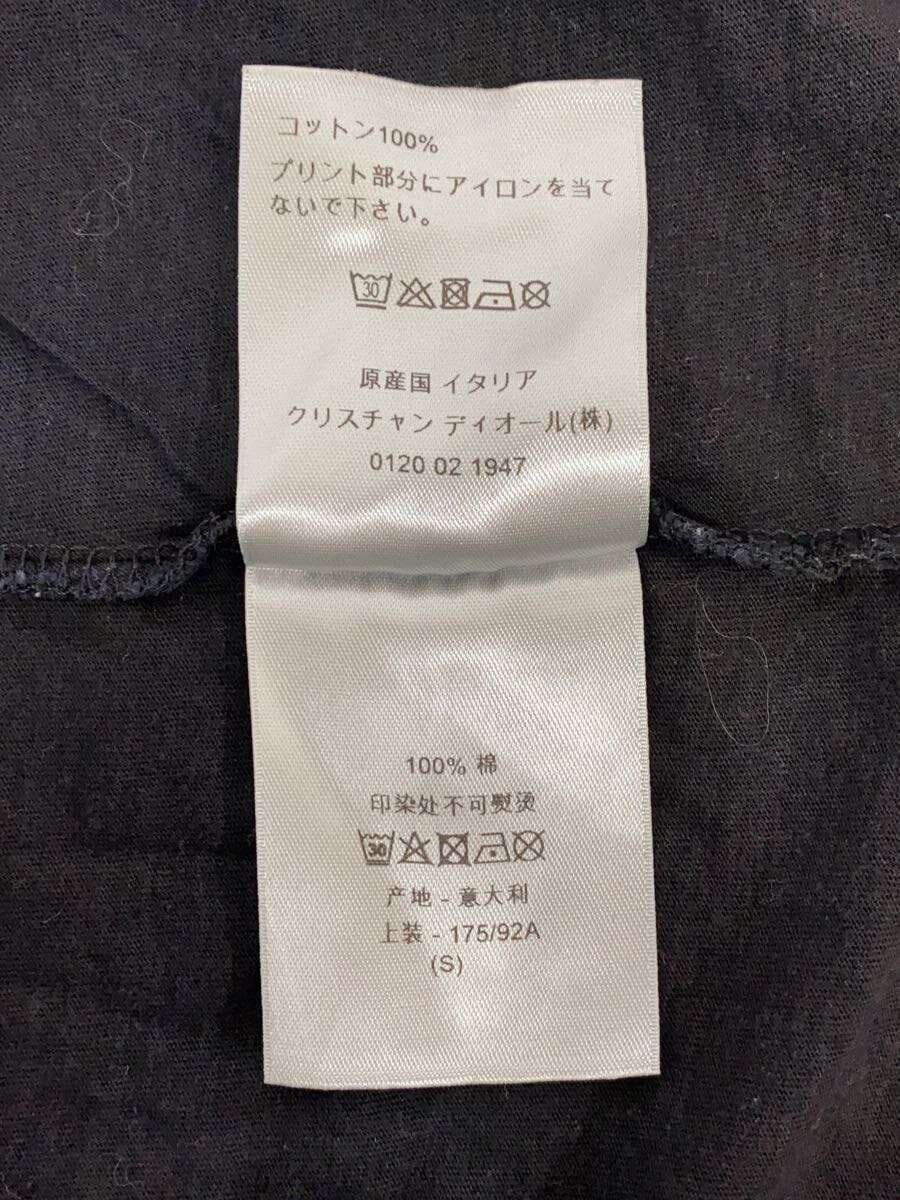 コットン100%
プリント部分にアイロンを当て
ないで下さい。
30
原産国 イタリア
クリスチャン ディオール(株)
0120 02 1947
100% 棉
印染处不可熨烫
30
产地 - 意大利
上装 - 175/92A
(S)